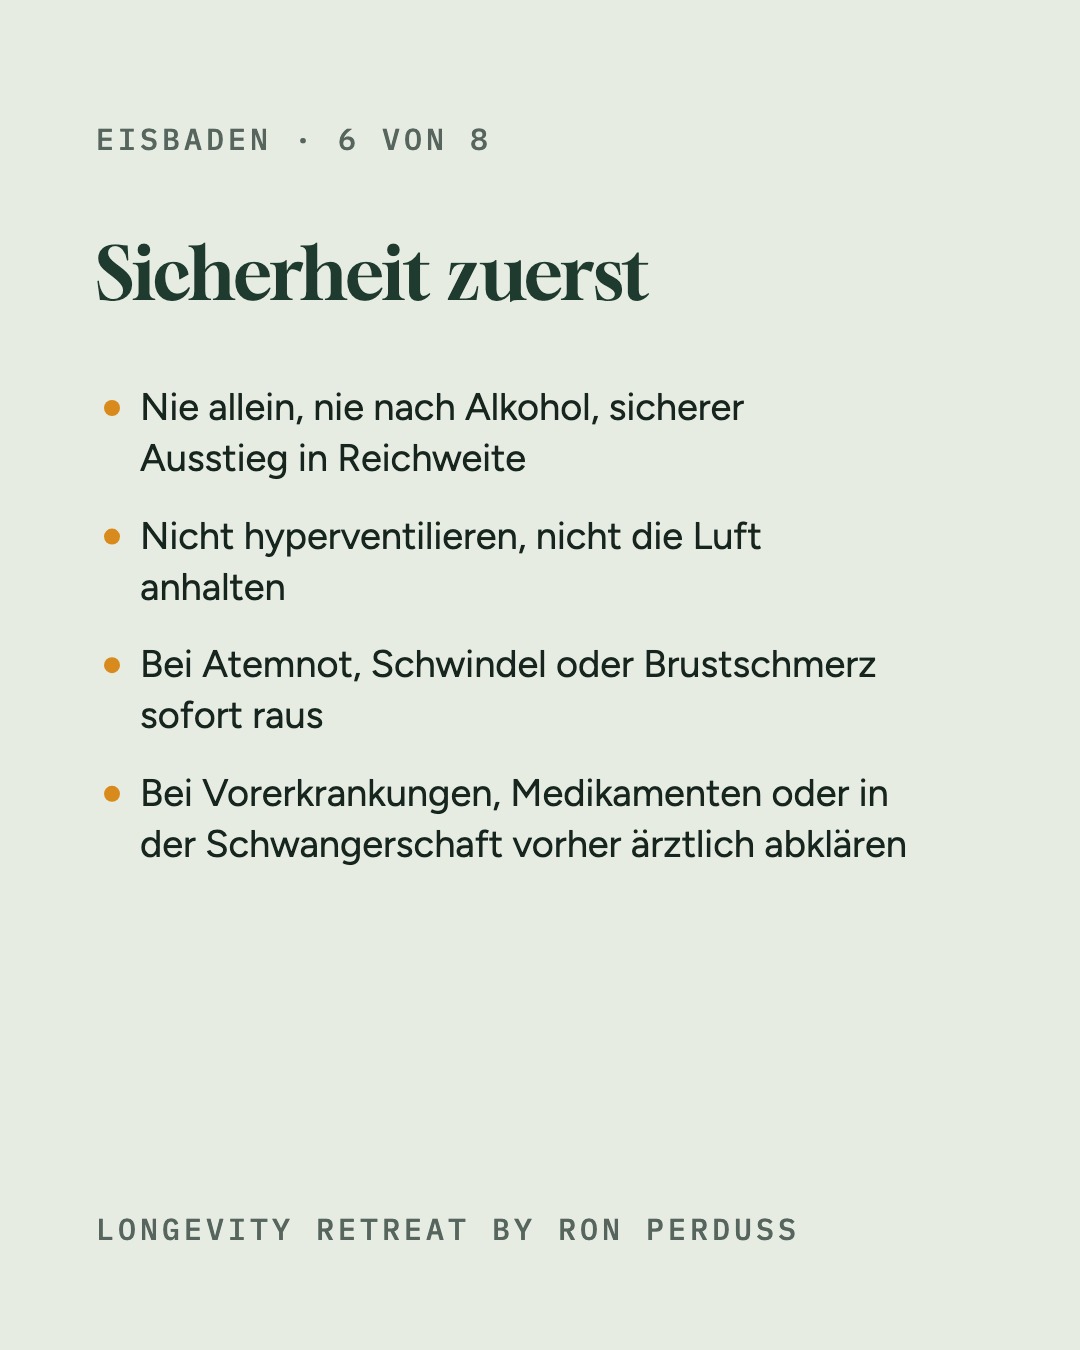 EISBADEN · 6 VON 8
Sicherheit zuerst
• Nie allein, nie nach Alkohol, sicherer
Ausstieg in Reichweite
• Nicht hyperventilieren, nicht die Luft
anhalten
• Bei Atemnot, Schwindel oder Brustschmerz
sofort raus
• Bei Vorerkrankungen, Medikamenten oder in
der Schwangerschaft vorher ärztlich abklären
LONGEVITY RETREAT BY RON PERDUSS